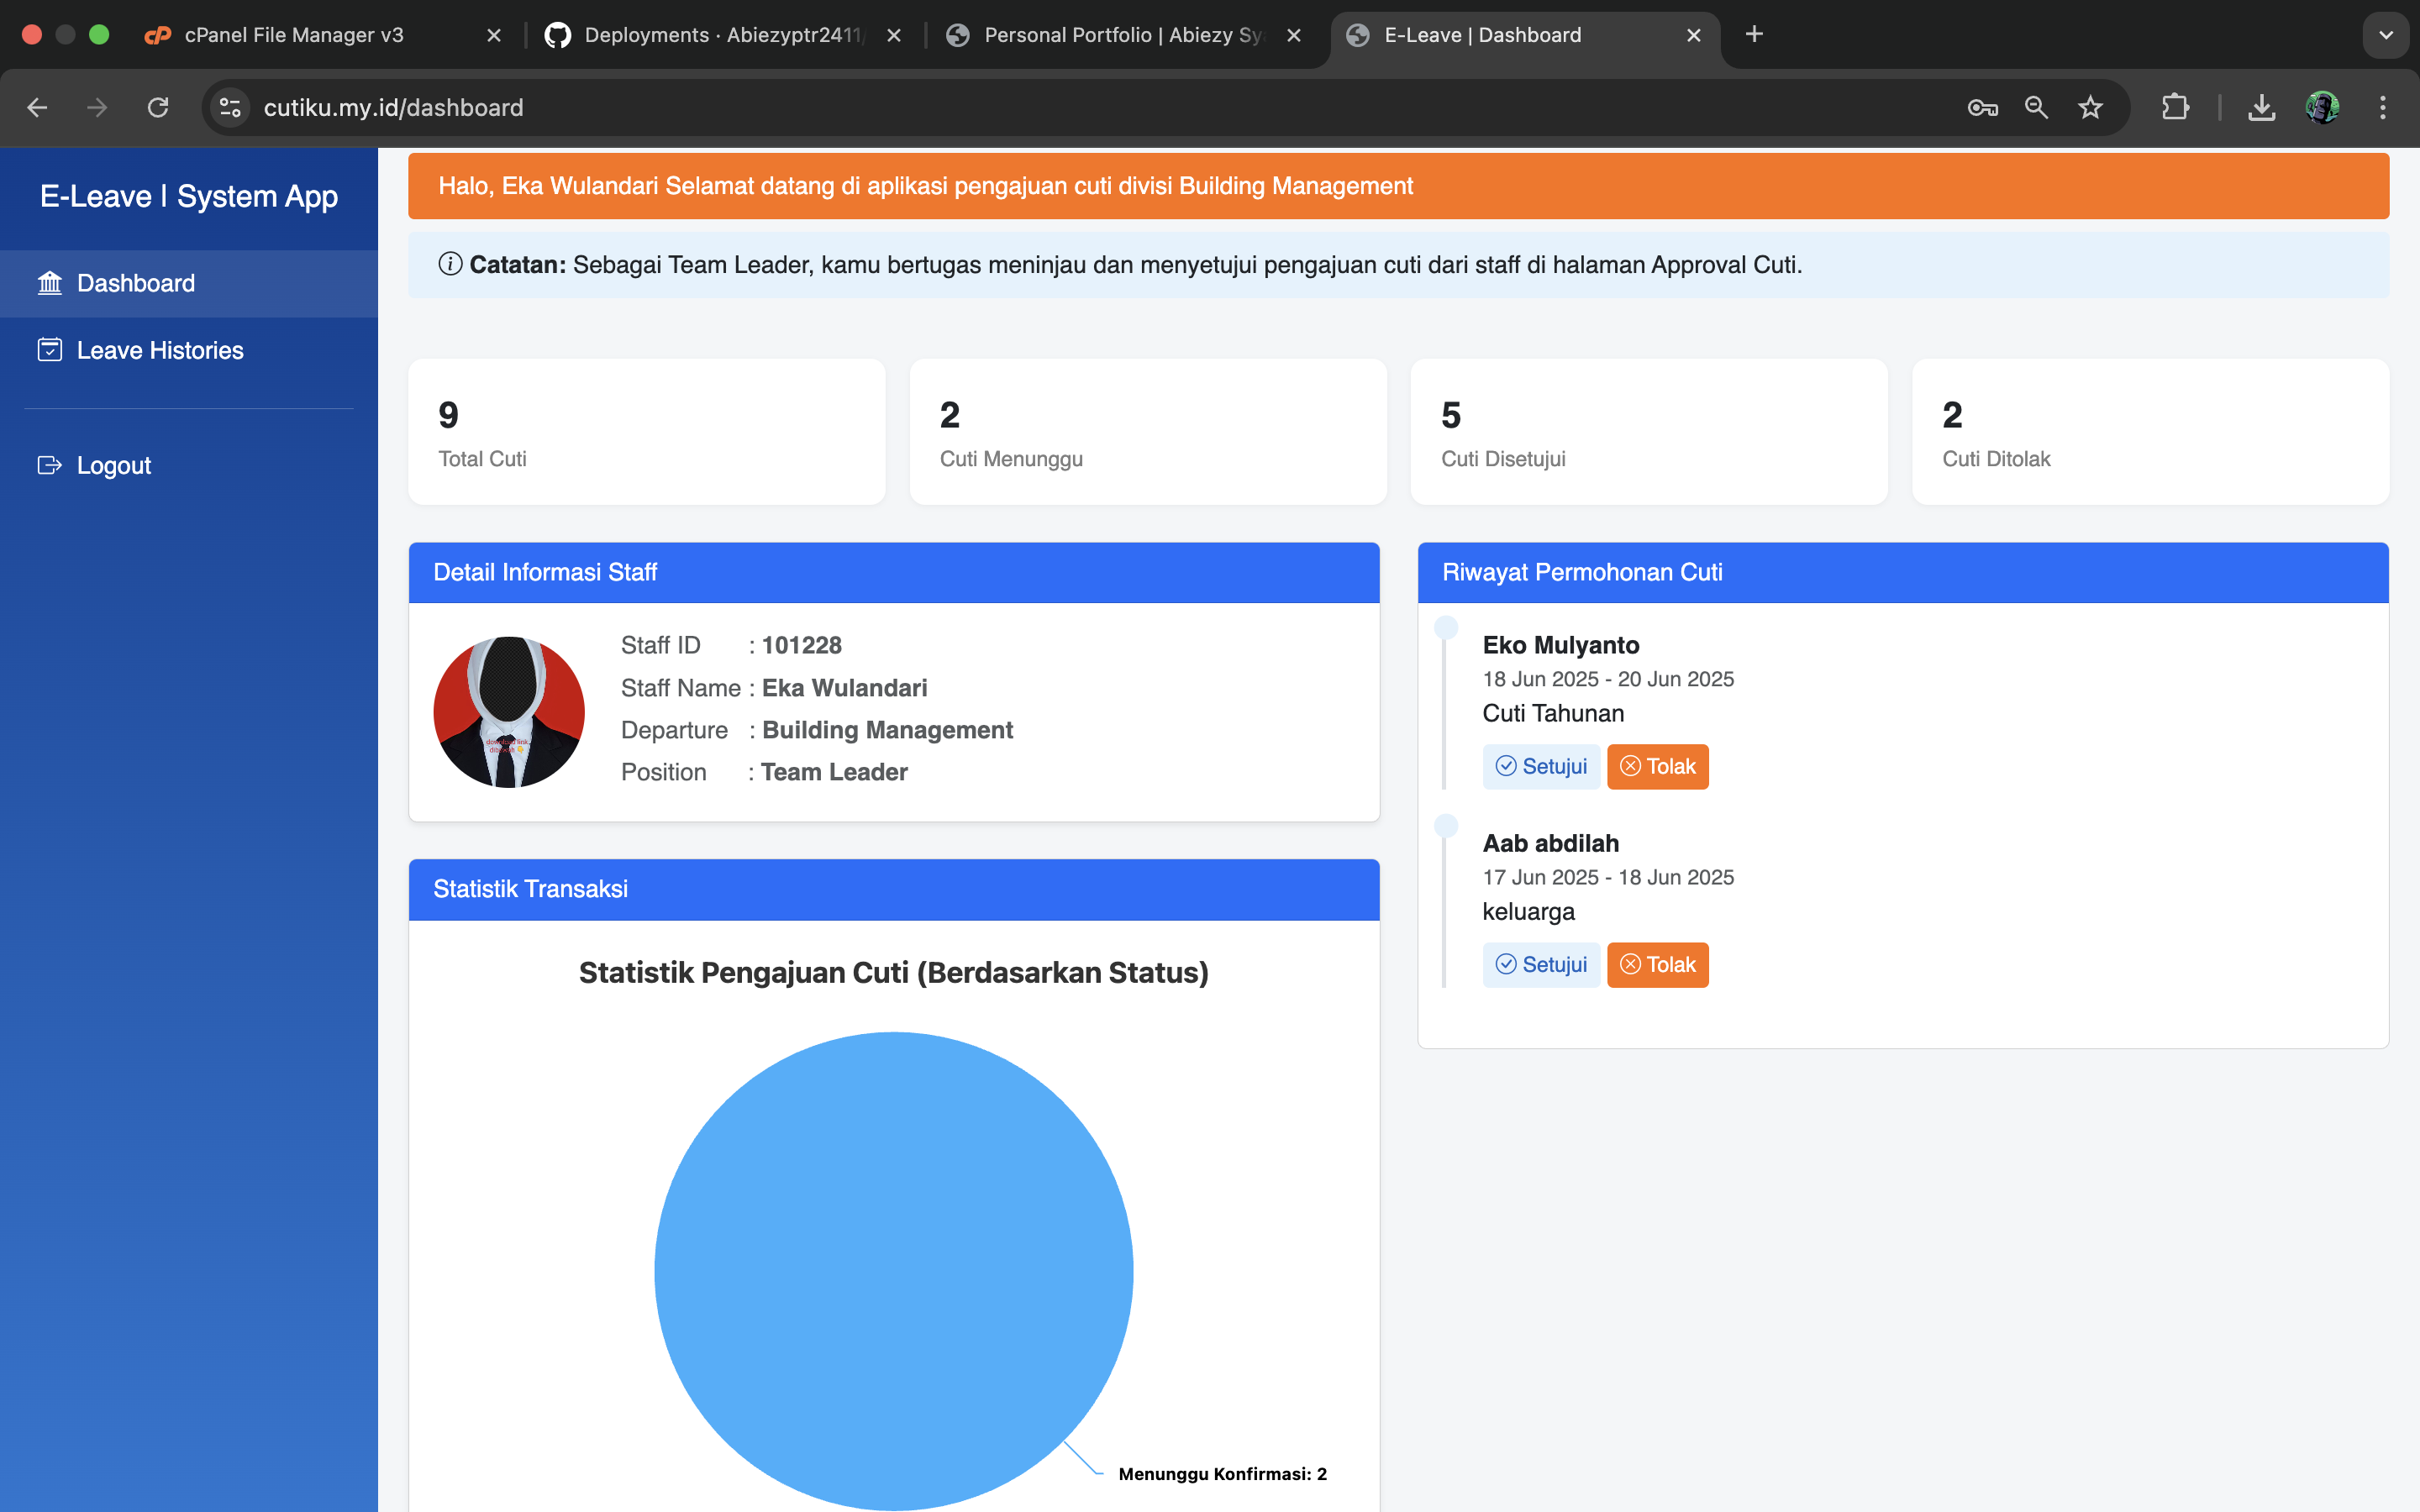 cPanel File Manager v3
Deployments · Abiezyptr2411/
Personal Portfolio | Abiezy Sy
E-Leave | Dashboard
cutiku.my.id/dashboard
E-Leave | System App
Dashboard
Leave Histories
Logout
Halo, Eka Wulandari Selamat datang di aplikasi pengajuan cuti divisi Building Management
Catatan: Sebagai Team Leader, kamu bertugas meninjau dan menyetujui pengajuan cuti dari staff di halaman Approval Cuti.
9
Total Cuti
2
Cuti Menunggu
5
Cuti Disetujui
2
Cuti Ditolak
Detail Informasi Staff
Staff ID : 101228
Staff Name : Eka Wulandari
Departure : Building Management
Position : Team Leader
Statistik Transaksi
Statistik Pengajuan Cuti (Berdasarkan Status)
Menunggu Konfirmasi: 2
Riwayat Permohonan Cuti
Eko Mulyanto
18 Jun 2025 - 20 Jun 2025
Cuti Tahunan
Setujui Tolak
Aab abdilah
17 Jun 2025 - 18 Jun 2025
keluarga
Setujui Tolak